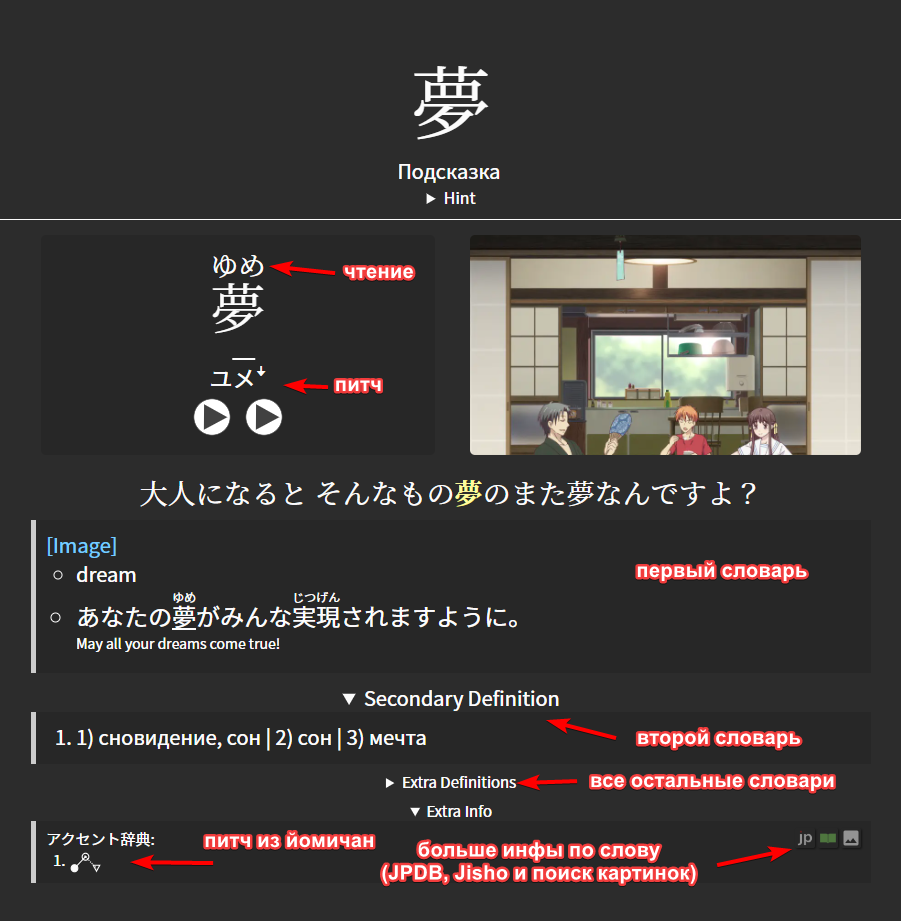 夢
Подсказка
▶ Hint
ゆめ
чтение
夢
ユメ↓
питч
大人になると そんなもの夢のまた夢なんですよ？
[Image]
dream
первый словарь
ゆめ じつげん
あなたの夢がみんな実現されますように。
May all your dreams come true!
▼ Secondary Definition
1. 1) сновидение, сон | 2) сон | 3) мечта
второй словарь
▶ Extra Definitions
все остальные словари
▼ Extra Info
アクセント辞典:
1.
питч из йомичан
JP
больше инфы по слову
(JPDB, Jisho и поиск картинок)